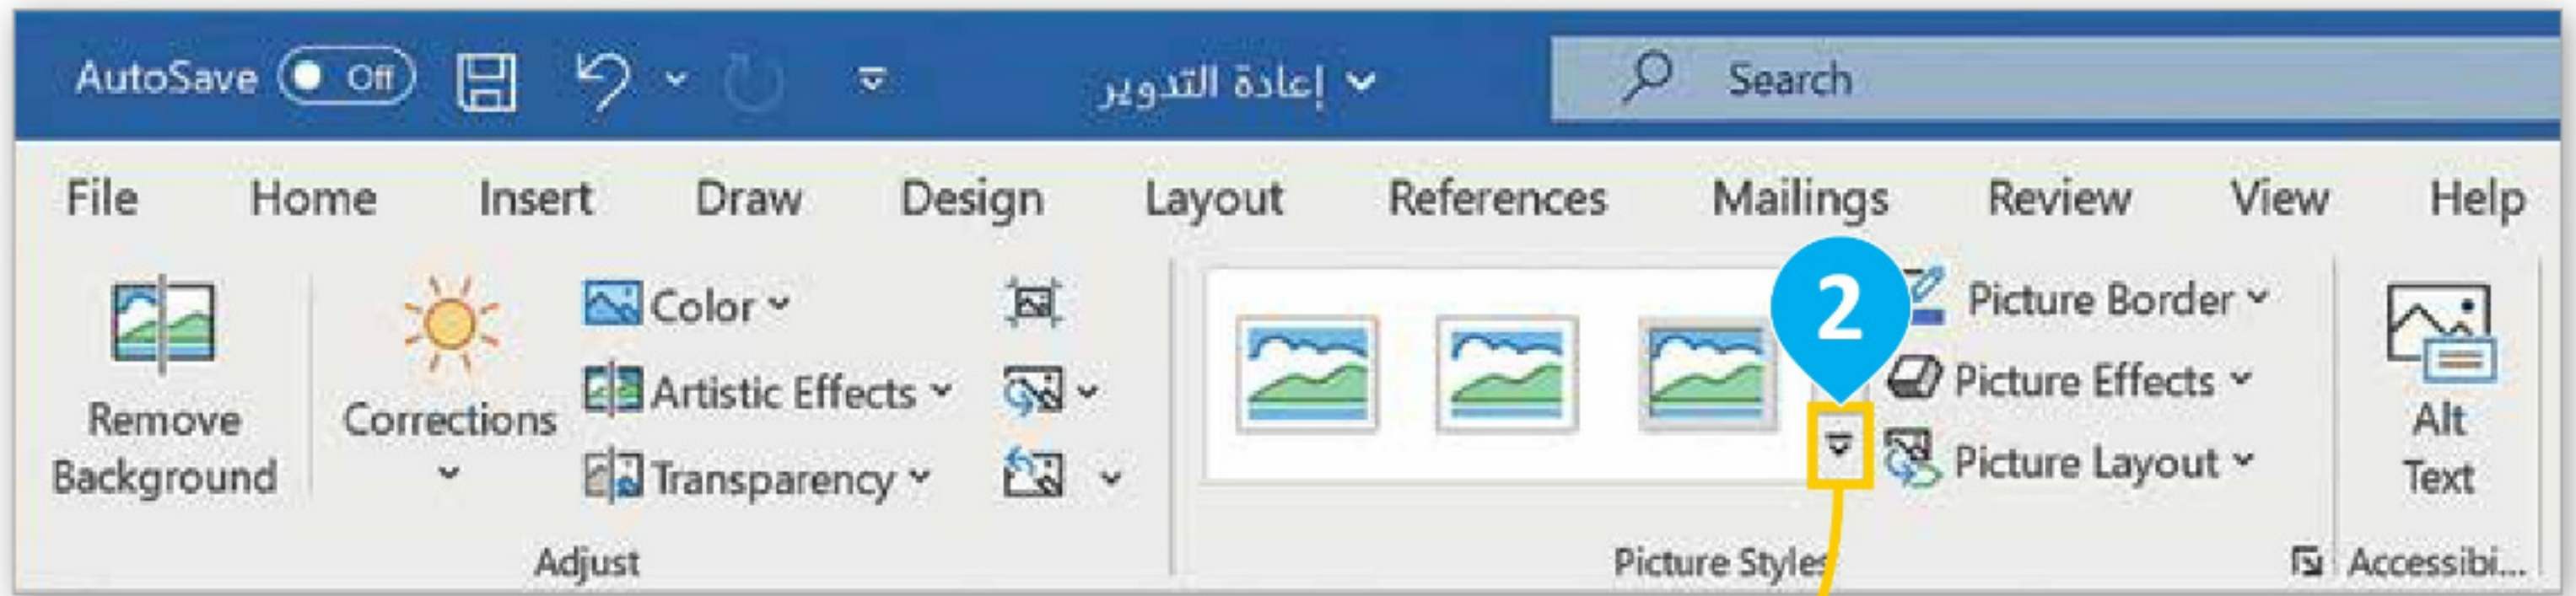 AutoSave Off إعادة التدوير Search
File Home Insert Draw Design Layout References Mailings Review View Help
Remove Background
Corrections
Color
Artistic Effects
Transparency
Adjust
2
Picture Border
Picture Effects
Picture Layout
Picture Styles
Alt
Text
Accessibi...